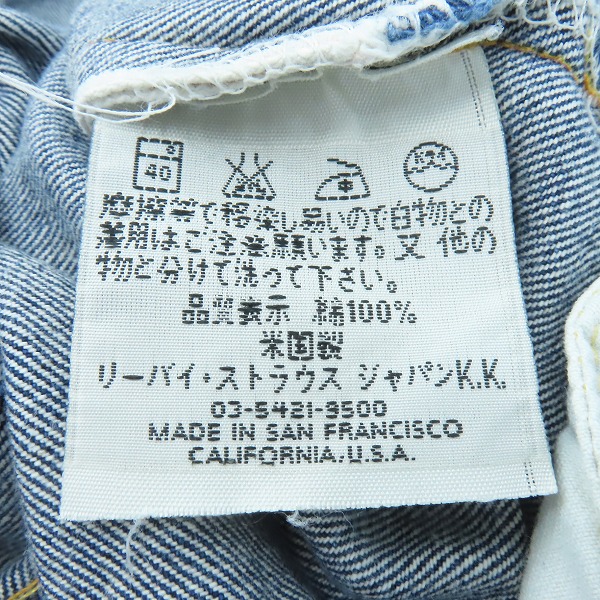 40
摩擦等で移染し易いので白物との
着用はご注意願います。又 他の
物と分けて洗って下さい。
品質表示 綿100%
米国製
リーバイ・ストラウス ジャパンK.K.
03-5421-9500
MADE IN SAN FRANCISCO
CALIFORNIA.U.S.A.